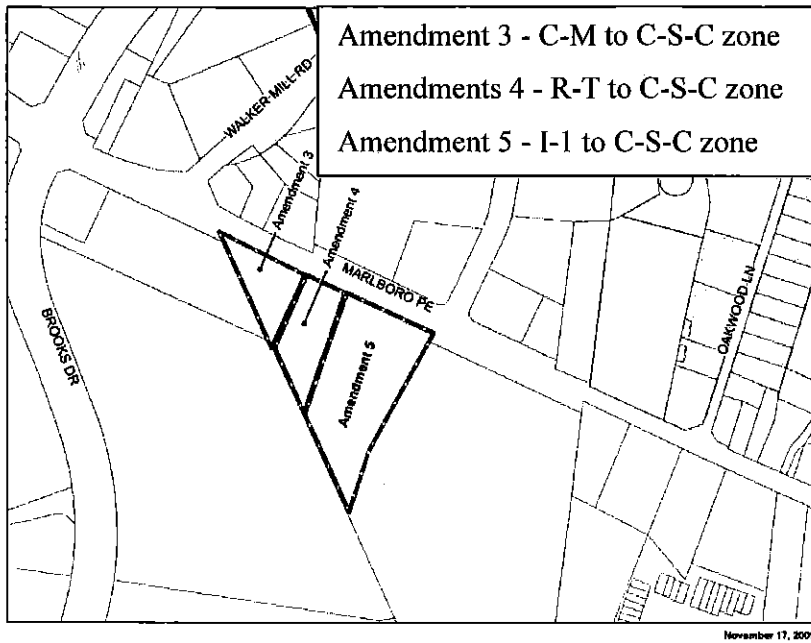 Amendment 3 - C-M to C-S-C zone
Amendments 4 - R-T to C-S-C zone
Amendment 5 - I-1 to C-S-C zone
WALKER MILL RD
Amendment 3
Amendment 4
MARLBORO PE
BROOKS DR
Amendment 5
OAKWOOD LN
November 17,